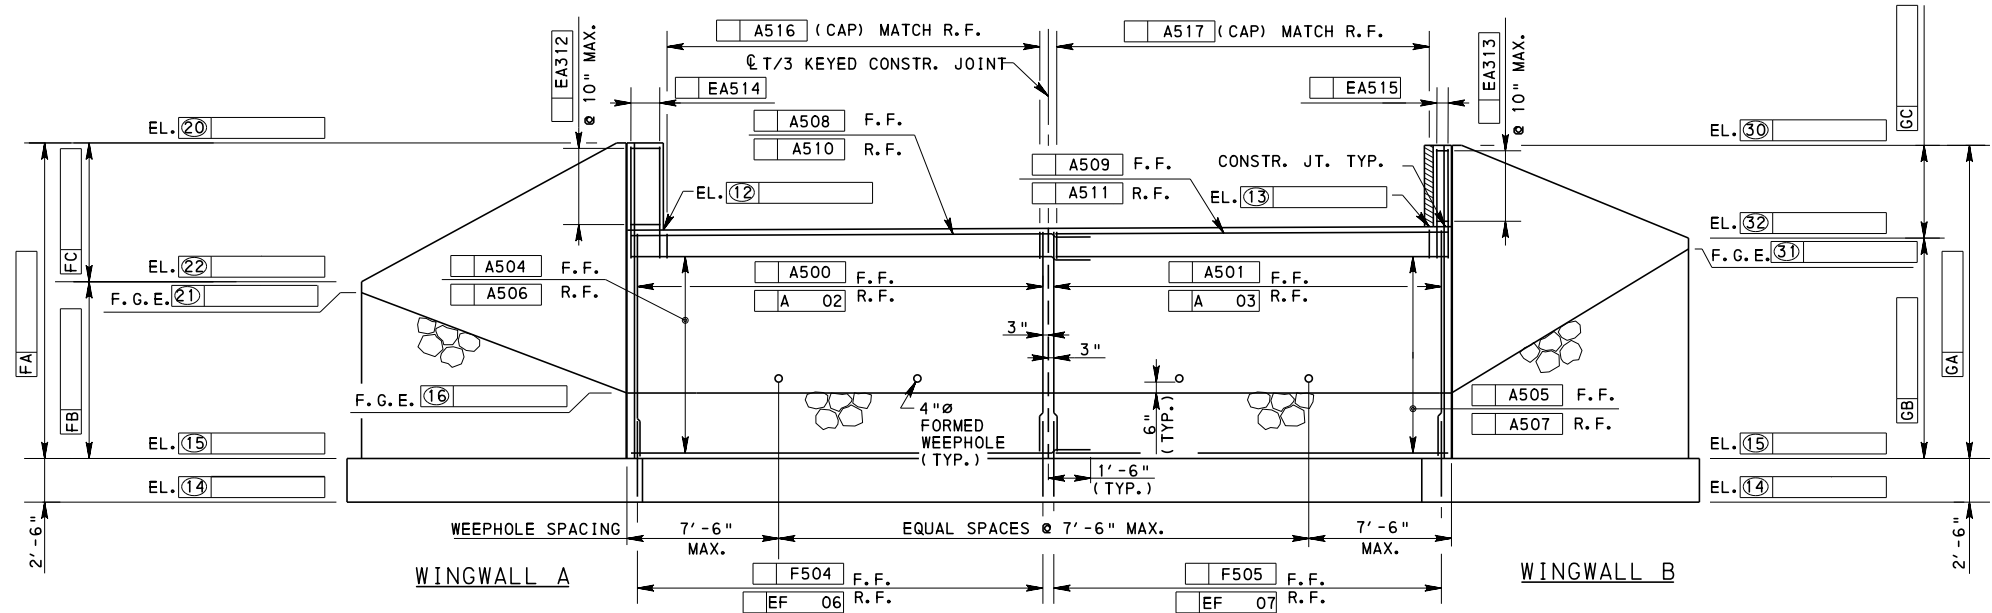 A516 (CAP) MATCH R.F.
A517 (CAP) MATCH R.F.
℄ T/3 KEYED CONSTR. JOINT
EA312
@ 10" MAX.
EA313
@ 10" MAX.
GC
EA514
EA515
EL. 20
A508 F.F.
A510 R.F.
EL. 30
A509 F.F.
A511 R.F.
CONSTR. JT. TYP.
EL. 12
EL. 13
FC
EL. 22
F.G.E. 21
A504 F.F.
A506 R.F.
A500 F.F.
A 02 R.F.
A501 F.F.
A 03 R.F.
EL. 32
F.G.E. 31
FA
FB
GA
GB
3"
3"
F.G.E. 16
4"Ø
FORMED
WEEPHOLE
(TYP.)
6"
(TYP.)
A505 F.F.
A507 R.F.
EL. 15
EL. 15
EL. 14
EL. 14
1'-6"
(TYP.)
2'-6"
2'-6"
WEEPHOLE SPACING
7'-6"
MAX.
EQUAL SPACES @ 7'-6" MAX.
7'-6"
MAX.
WINGWALL A
WINGWALL B
F504 F.F.
EF 06 R.F.
F505 F.F.
EF 07 R.F.